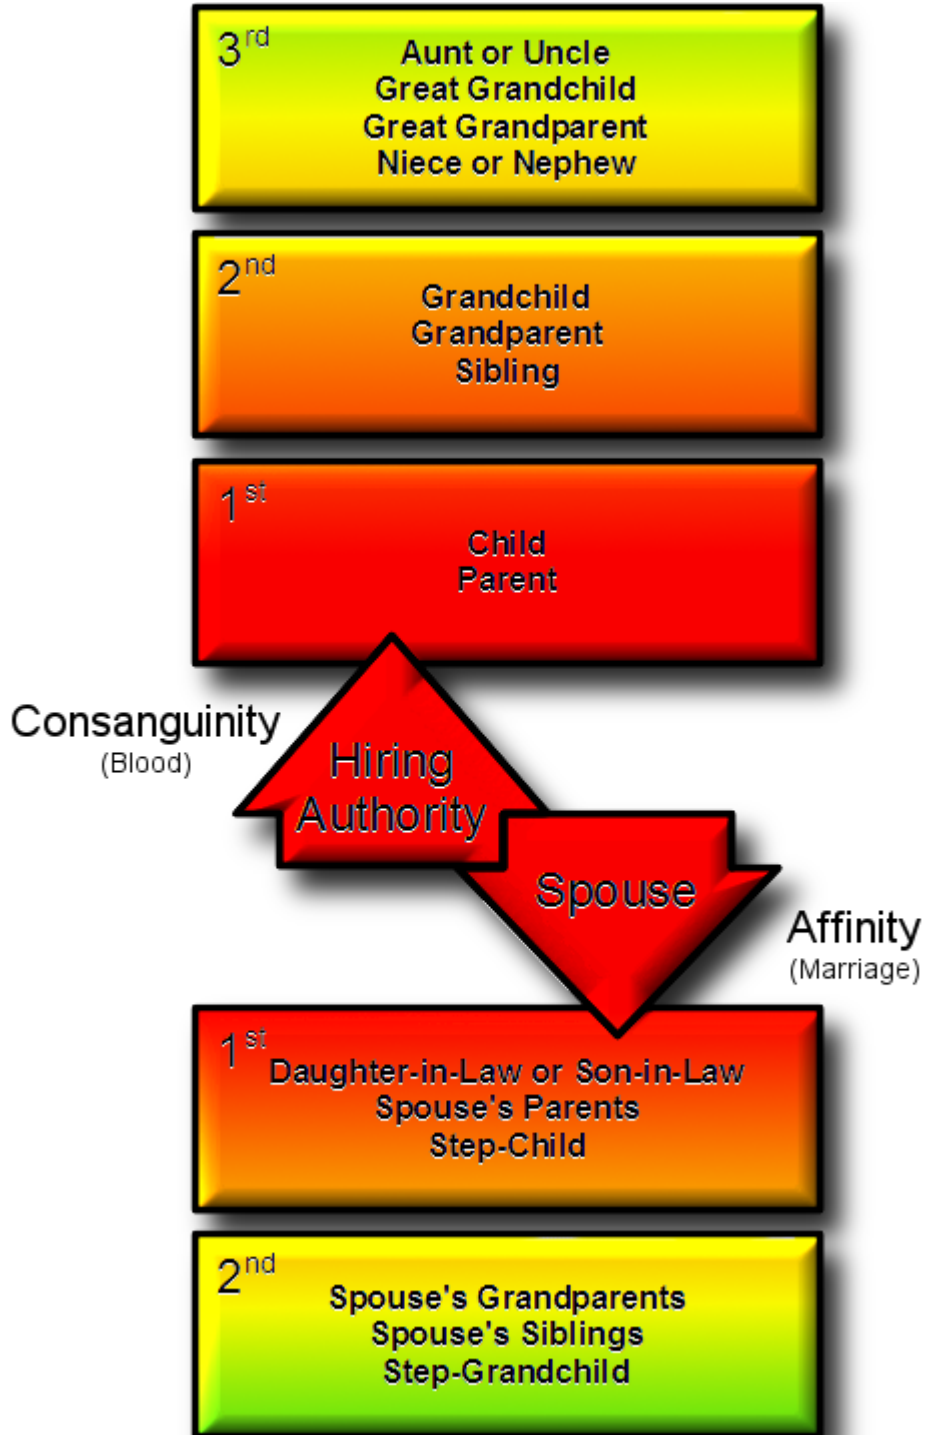 3rd
Aunt or Uncle
Great Grandchild
Great Grandparent
Niece or Nephew
2nd
Grandchild
Grandparent
Sibling
1st
Child
Parent
Consanguinity
(Blood)
Hiring
Authority
Spouse
Affinity
(Marriage)
1st
Daughter-in-Law or Son-in-Law
Spouse's Parents
Step-Child
2nd
Spouse's Grandparents
Spouse's Siblings
Step-Grandchild